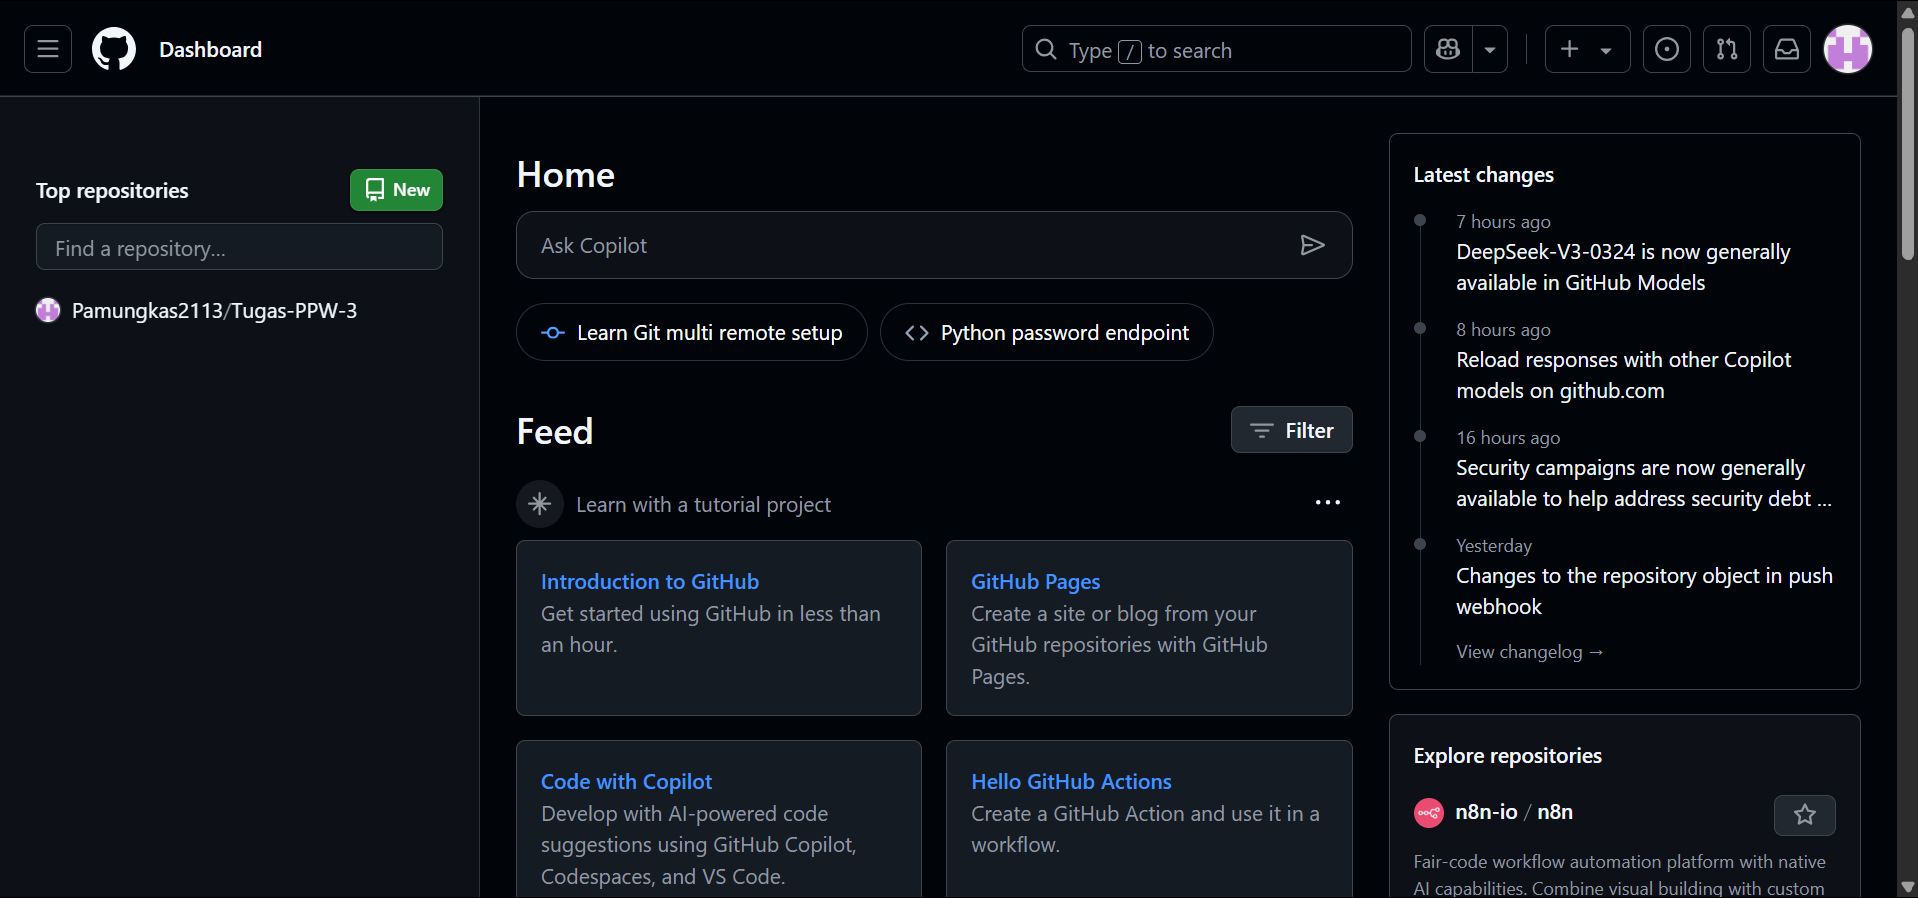 Dashboard
Type / to search
Top repositories
New
Find a repository...
Pamungkas2113/Tugas-PPW-3
Home
Ask Copilot
Learn Git multi remote setup
Python password endpoint
Feed
Filter
Learn with a tutorial project
Introduction to GitHub
Get started using GitHub in less than
an hour.
GitHub Pages
Create a site or blog from your
GitHub repositories with GitHub
Pages.
Code with Copilot
Develop with AI-powered code
suggestions using GitHub Copilot,
Codespaces, and VS Code.
Hello GitHub Actions
Create a GitHub Action and use it in a
workflow.
Latest changes
7 hours ago
DeepSeek-V3-0324 is now generally
available in GitHub Models
8 hours ago
Reload responses with other Copilot
models on github.com
16 hours ago
Security campaigns are now generally
available to help address security debt ...
Yesterday
Changes to the repository object in push
webhook
View changelog →
Explore repositories
n8n-io / n8n
Fair-code workflow automation platform with native
AI capabilities. Combine visual building with custom